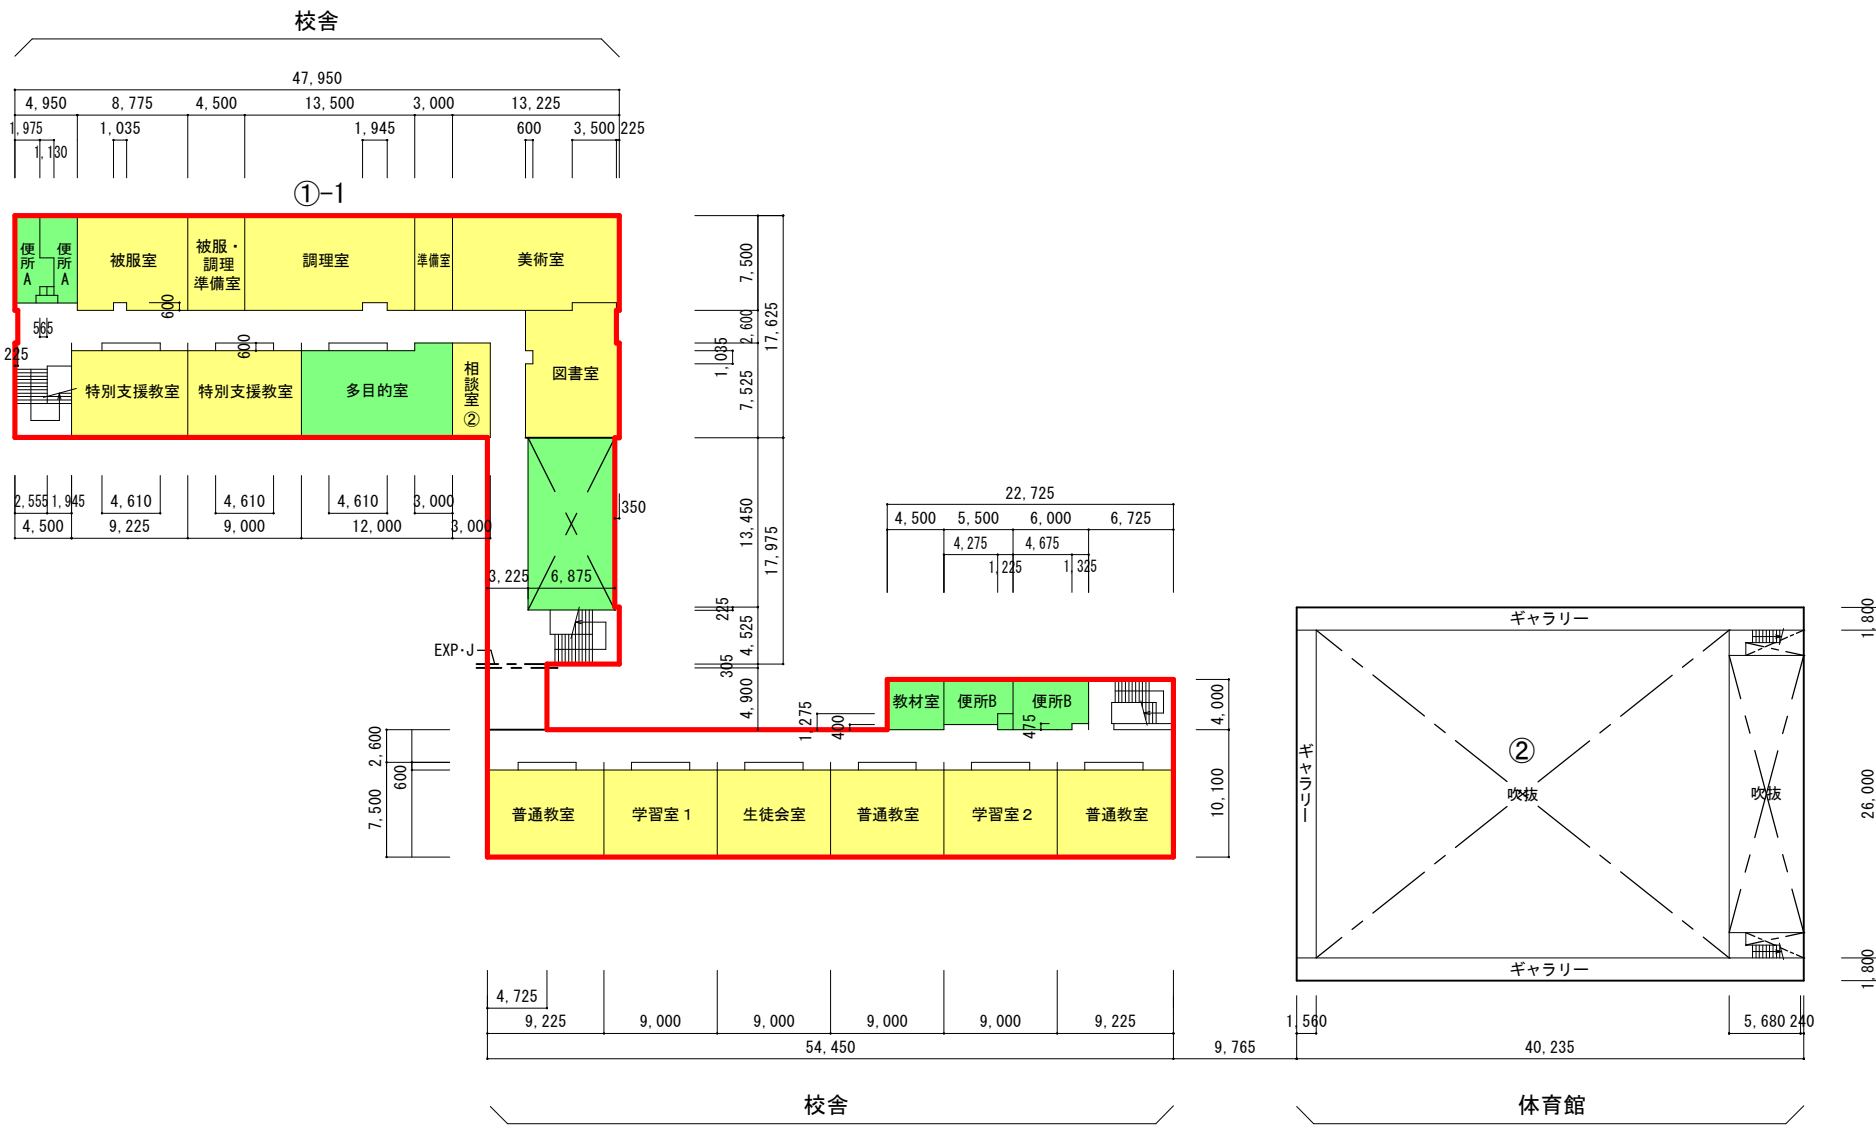 校舎
47,950
4,950 8,775 4,500 13,500 3,000 13,225
1,975 1,035 1,945 600 3,500 225
1,130
①-1
便所A
便所A
被服室
被服・調理準備室
調理室
準備室
美術室
7,500
600
565
2,600
17,625
225
600
1,035
特別支援教室
特別支援教室
多目的室
相談室②
図書室
7,525
2,555 1,945 4,610 4,610 4,610 3,000
4,500 9,225 9,000 12,000 3,000
350
13,450
17,975
22,725
4,500 5,500 6,000 6,725
4,275 4,675
1,225 1,325
3,225 6,875
225
4,525
EXP・J
305
4,900
教材室
便所B
便所B
4,000
1,275
400
475
2,600
600
7,500
10,100
普通教室
学習室1
生徒会室
普通教室
学習室2
普通教室
ギャラリー
1,800
ギャラリー
②
吹抜
吹抜
26,000
ギャラリー
1,800
4,725
9,225 9,000 9,000 9,000 9,000 9,225
1,560 5,680 240
54,450 9,765 40,235
校舎
体育館